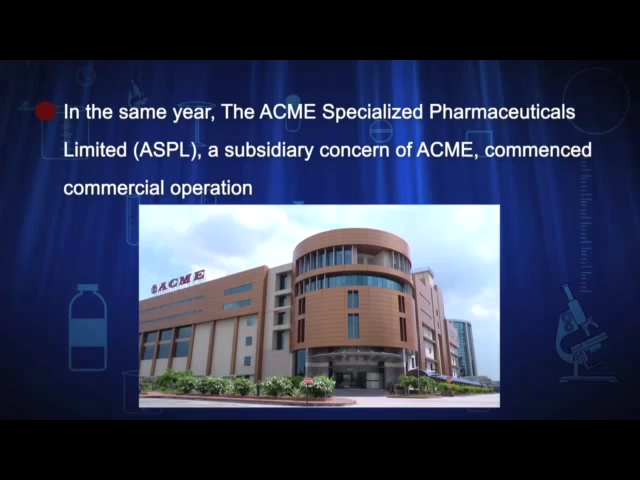 In the same year, The ACME Specialized Pharmaceuticals
Limited (ASPL), a subsidiary concern of ACME, commenced
commercial operation
ACME